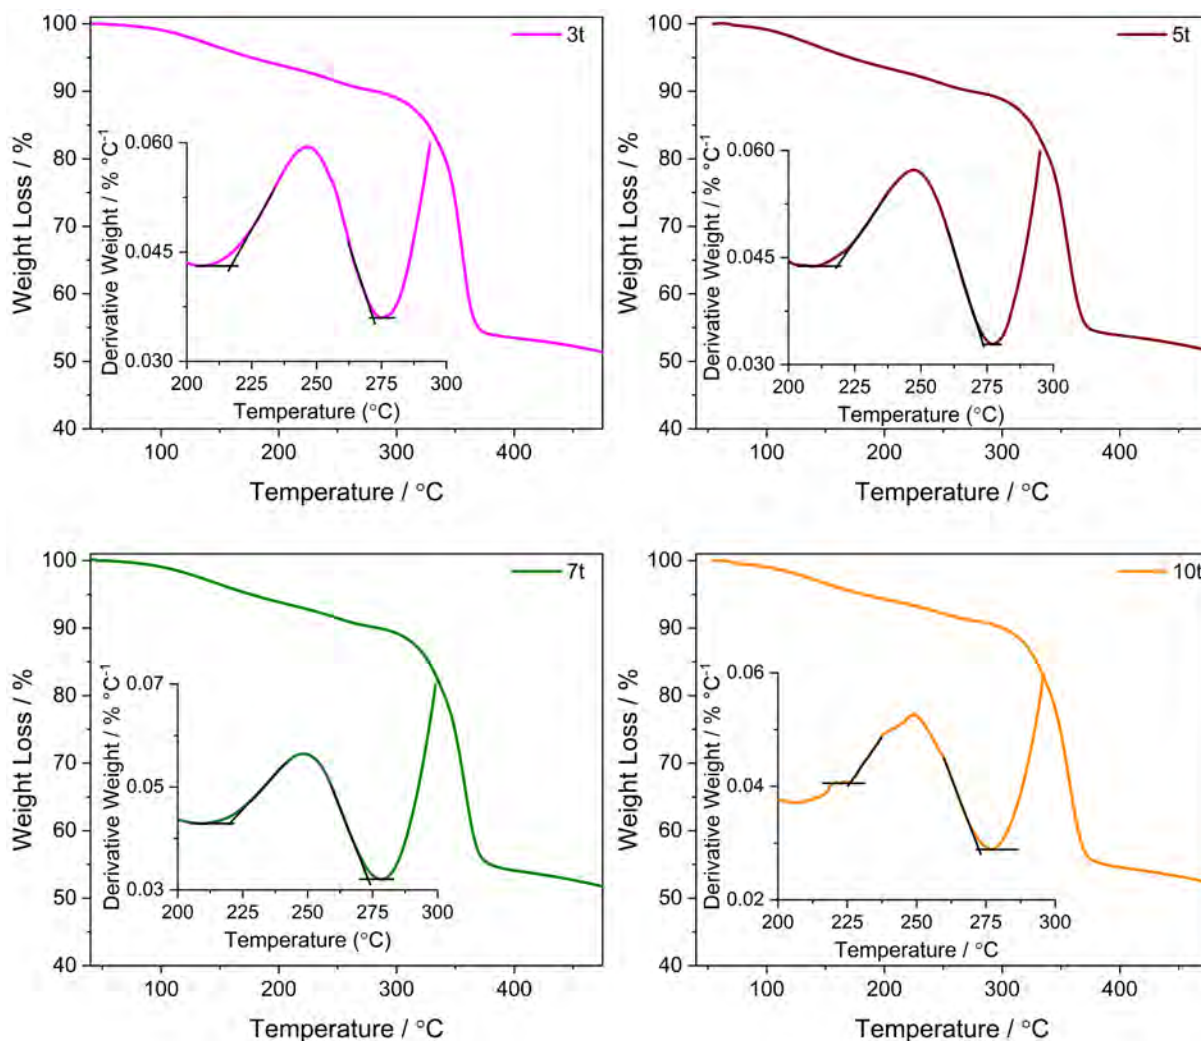 3t
Weight Loss / %
100
90
80
70
60
50
40
100 200 300 400
Temperature / °C
Derivative Weight / % °C⁻¹
0.060
0.045
0.030
200 225 250 275 300
Temperature (°C)
5t
Weight Loss / %
100
90
80
70
60
50
40
100 200 300 400
Temperature / °C
Derivative Weight / % °C⁻¹
0.060
0.045
0.030
200 225 250 275 300
Temperature (°C)
7t
Weight Loss / %
100
90
80
70
60
50
40
100 200 300 400
Temperature / °C
Derivative Weight / % °C⁻¹
0.07
0.05
0.03
200 225 250 275 300
Temperature (°C)
10t
Weight Loss / %
100
90
80
70
60
50
40
100 200 300 400
Temperature / °C
Derivative Weight / % °C⁻¹
0.06
0.04
0.02
200 225 250 275 300
Temperature / °C